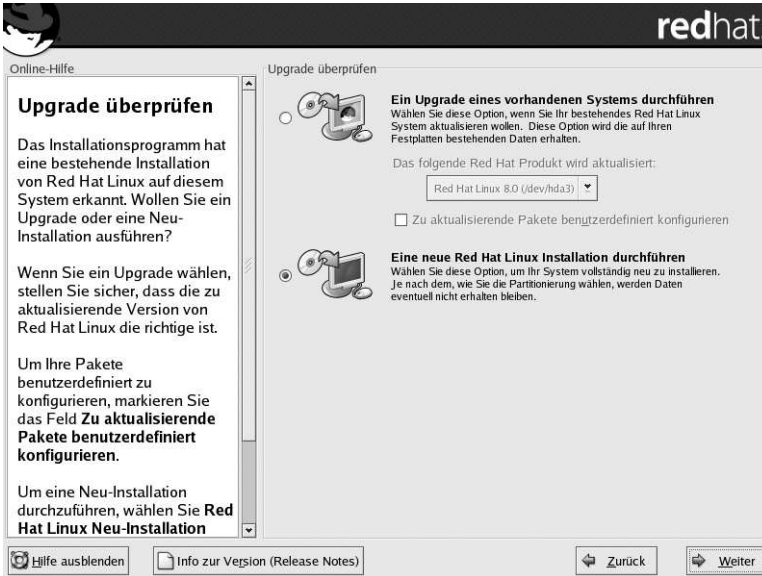 redhat.
Online-Hilfe
Upgrade überprüfen
Das Installationsprogramm hat
eine bestehende Installation
von Red Hat Linux auf diesem
System erkannt. Wollen Sie ein
Upgrade oder eine Neu-
Installation ausführen?
Wenn Sie ein Upgrade wählen,
stellen Sie sicher, dass die zu
aktualisierende Version von
Red Hat Linux die richtige ist.
Um Ihre Pakete
benutzerdefiniert zu
konfigurieren, markieren Sie
das Feld Zu aktualisierende
Pakete benutzerdefiniert
konfigurieren.
Um eine Neu-Installation
durchzuführen, wählen Sie Red
Hat Linux Neu-Installation
Upgrade überprüfen
Ein Upgrade eines vorhandenen Systems durchführen
Wählen Sie diese Option, wenn Sie Ihr bestehendes Red Hat Linux
System aktualisieren wollen. Diese Option wird die auf Ihren
Festplatten bestehenden Daten erhalten.
Das folgende Red Hat Produkt wird aktualisiert:
Red Hat Linux 8.0 (/dev/hda3)
Zu aktualisierende Pakete benutzerdefiniert konfigurieren
Eine neue Red Hat Linux Installation durchführen
Wählen Sie diese Option, um Ihr System vollständig neu zu installieren.
Je nach dem, wie Sie die Partitionierung wählen, werden Daten
eventuell nicht erhalten bleiben.
Hilfe ausblenden
Info zur Version (Release Notes)
Zurück
Weiter